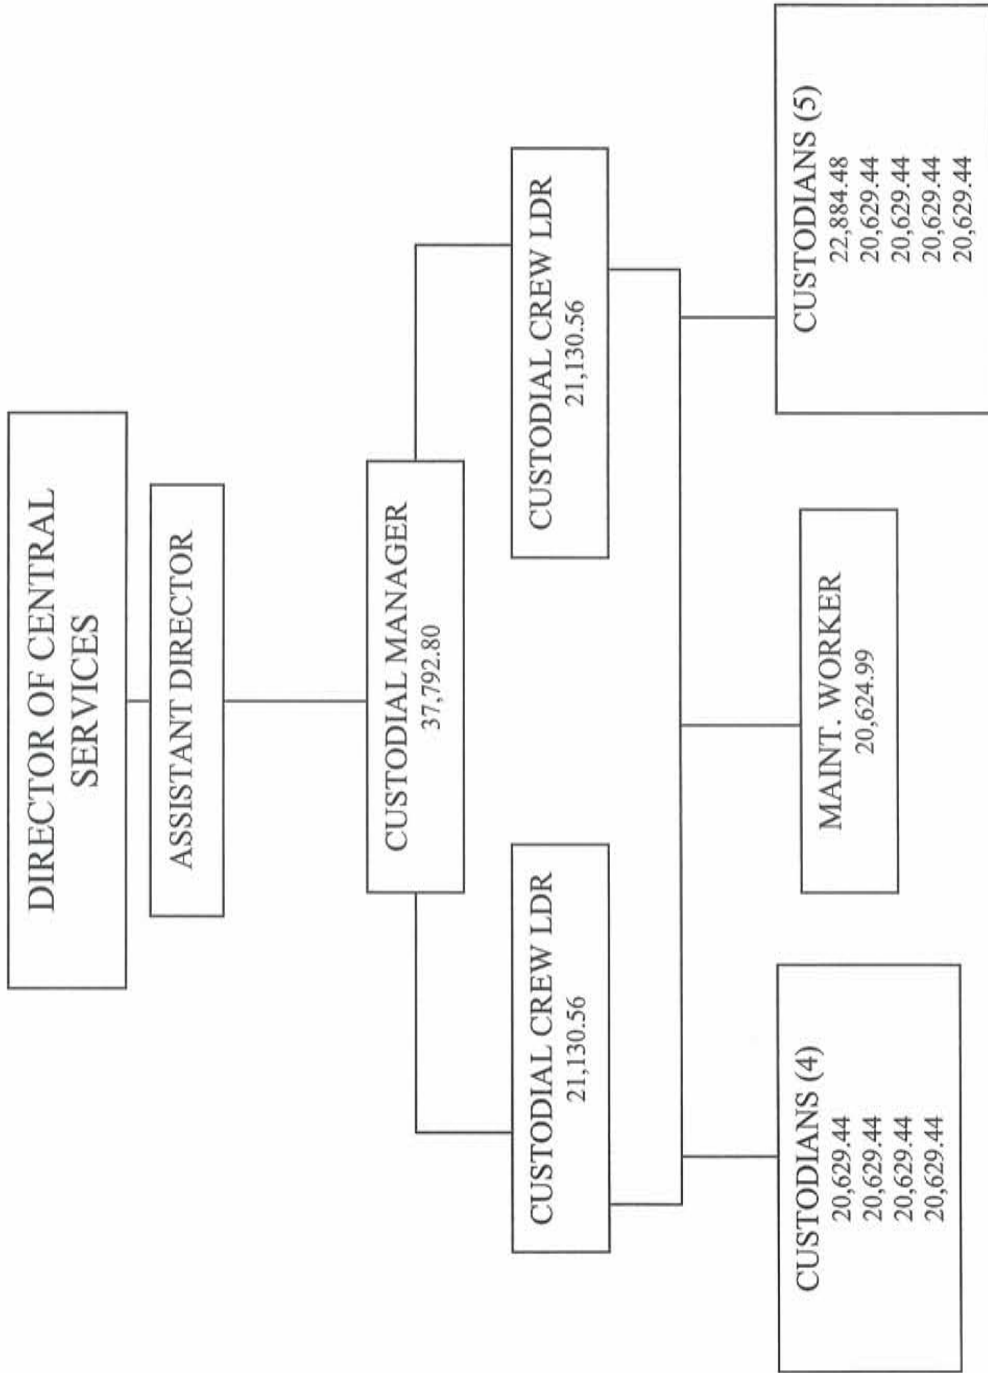 DIRECTOR OF CENTRAL
SERVICES
ASSISTANT DIRECTOR
CUSTODIAL MANAGER
37,792.80
CUSTODIAL CREW LDR
21,130.56
CUSTODIAL CREW LDR
21,130.56
CUSTODIANS (4)
20,629.44
20,629.44
20,629.44
20,629.44
MAINT. WORKER
20,624.99
CUSTODIANS (5)
22,884.48
20,629.44
20,629.44
20,629.44
20,629.44